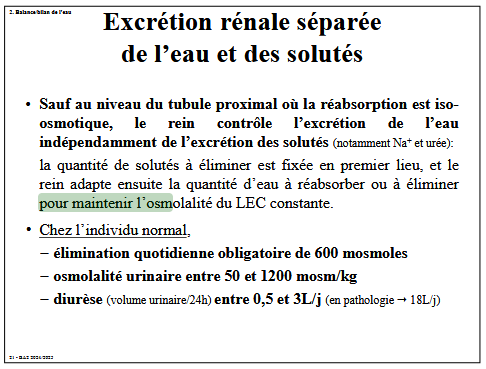 2. Balance/bilan de l'eau
Excrétion rénale séparée
de l'eau et des solutés
• Sauf au niveau du tubule proximal où la réabsorption est iso-
osmotique, le rein contrôle l'excrétion de l'eau
indépendamment de l'excrétion des solutés (notamment Na⁺ et urée):
la quantité de solutés à éliminer est fixée en premier lieu, et le
rein adapte ensuite la quantité d'eau à réabsorber ou à éliminer
pour maintenir l'osmolalité du LEC constante.
• Chez l'individu normal,
– élimination quotidienne obligatoire de 600 mosmoles
– osmolalité urinaire entre 50 et 1200 mosm/kg
– diurèse (volume urinaire/24h) entre 0,5 et 3L/j (en pathologie → 18L/j)